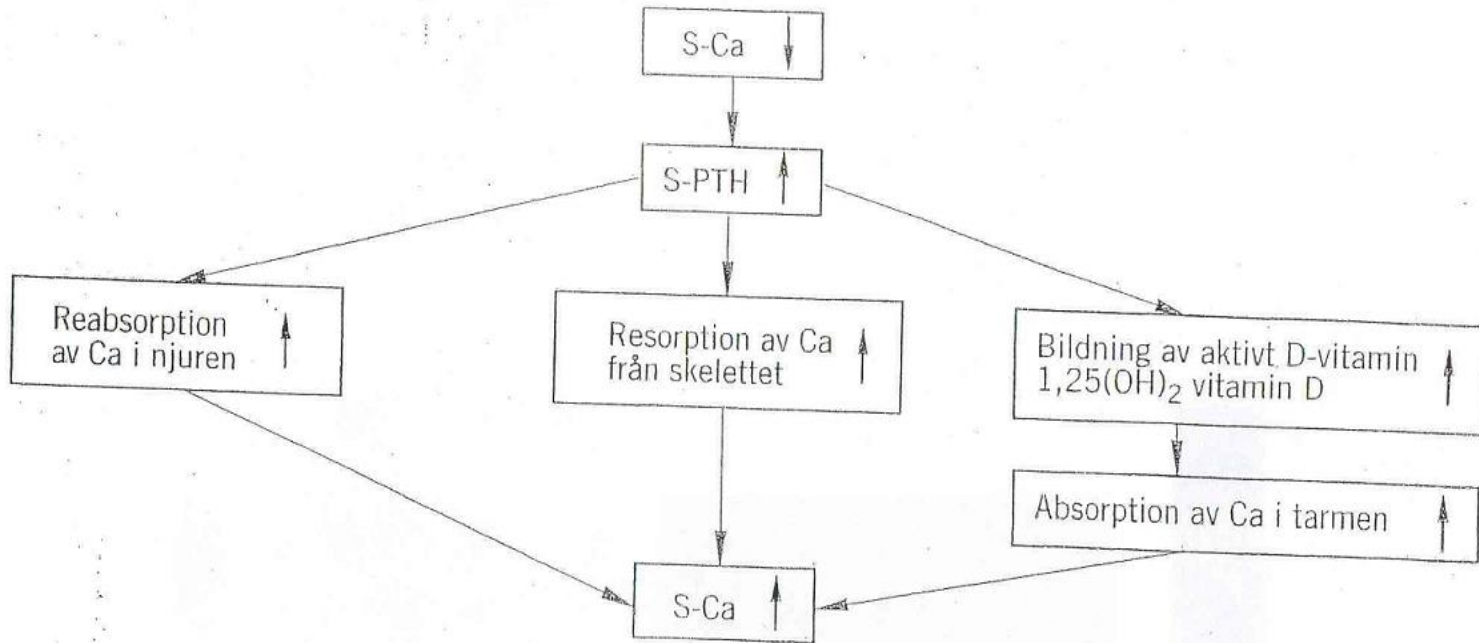 S-Ca ↓
S-PTH ↑
Reabsorption ↑
av Ca i njuren
Resorption av Ca ↑
från skelettet
Bildning av aktivt D-vitamin ↑
1,25(OH)₂ vitamin D
Absorption av Ca i tarmen ↑
S-Ca ↑